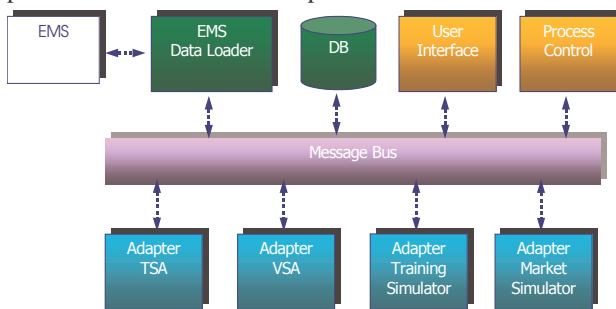 EMS
EMS
Data Loader
DB
User
Interface
Process
Control
Message Bus
Adapter
TSA
Adapter
VSA
Adapter
Training
Simulator
Adapter
Market
Simulator